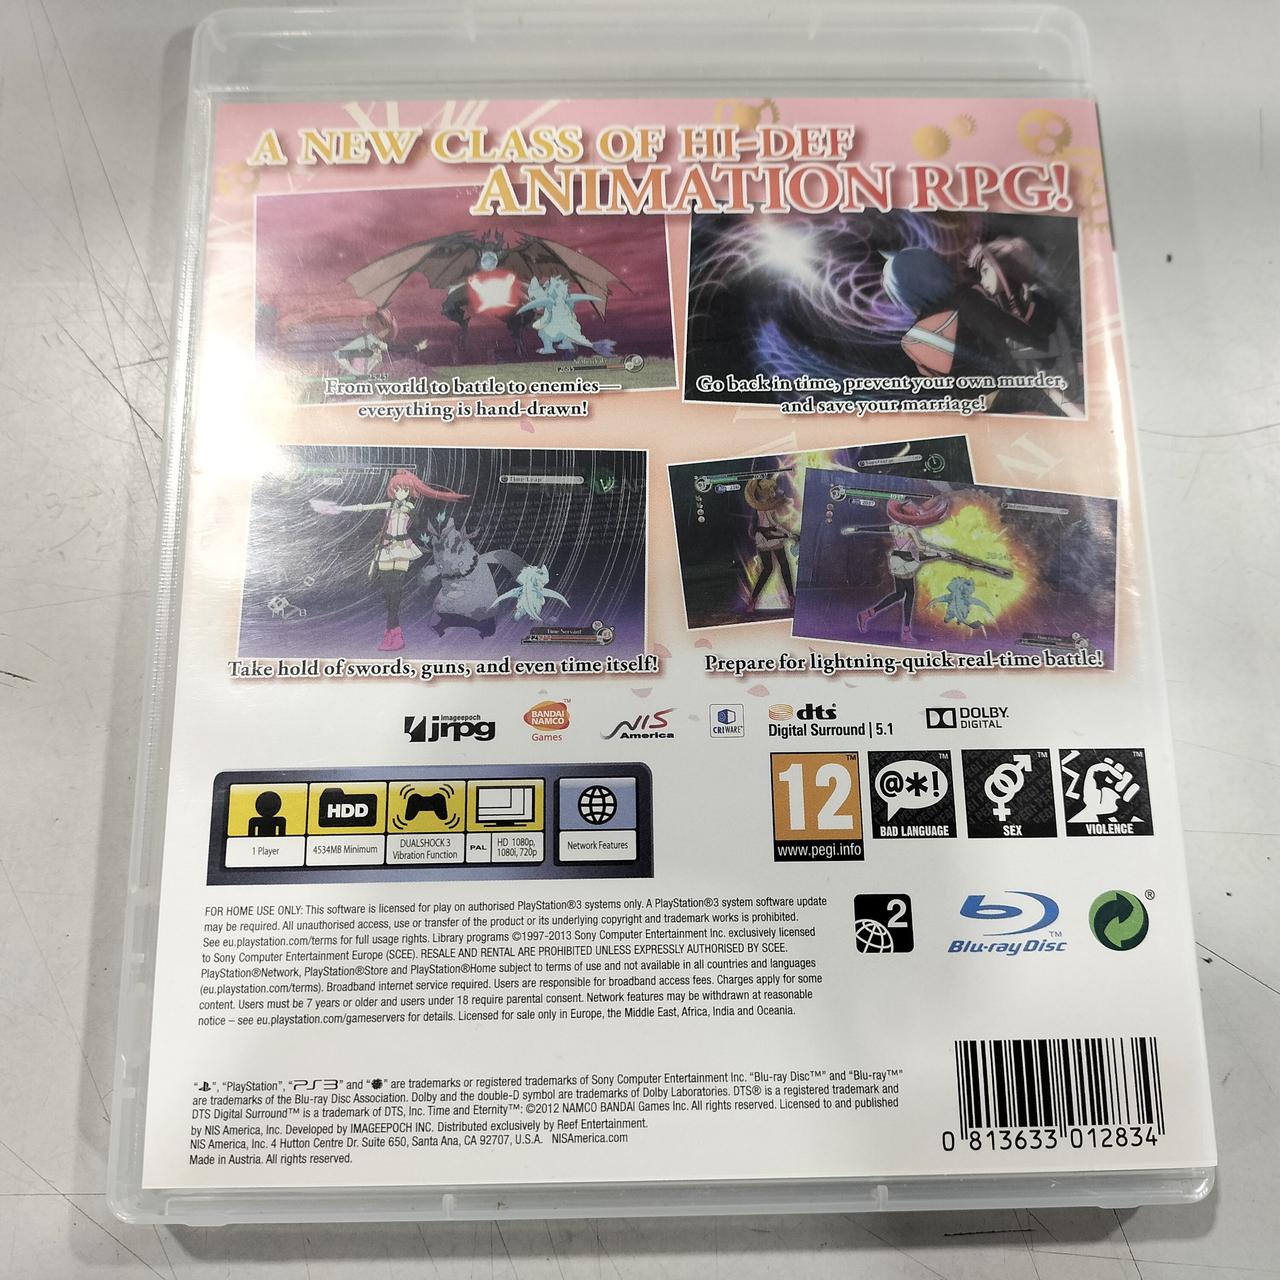 A NEW CLASS OF HI-DEF
ANIMATION RPG!
From world to battle to enemies—
everything is hand-drawn!
Go back in time, prevent your own murder,
and save your marriage!
Time Leap
Time Servant
Take hold of swords, guns, and even time itself!
Prepare for lightning-quick real-time battle!
imageepoch
jrpg
BANDAI
NAMCO
Games
™
NIS
America
CRIWARE™
dts
Digital Surround | 5.1
DOLBY
DIGITAL
1 Player
HDD
4534MB Minimum
DUALSHOCK 3
Vibration Function
PAL
HD 1080p,
1080i, 720p
Network Features
12
™
www.pegi.info
@*!
™
BAD LANGUAGE
™
SEX
™
VIOLENCE
FOR HOME USE ONLY: This software is licensed for play on authorised PlayStation®3 systems only. A PlayStation®3 system software update
may be required. All unauthorised access, use or transfer of the product or its underlying copyright and trademark works is prohibited.
See eu.playstation.com/terms for full usage rights. Library programs ©1997-2013 Sony Computer Entertainment Inc. exclusively licensed
to Sony Computer Entertainment Europe (SCEE). RESALE AND RENTAL ARE PROHIBITED UNLESS EXPRESSLY AUTHORISED BY SCEE.
PlayStation®Network, PlayStation®Store and PlayStation®Home subject to terms of use and not available in all countries and languages
(eu.playstation.com/terms). Broadband internet service required. Users are responsible for broadband access fees. Charges apply for some
content. Users must be 7 years or older and users under 18 require parental consent. Network features may be withdrawn at reasonable
notice – see eu.playstation.com/gameservers for details. Licensed for sale only in Europe, the Middle East, Africa, India and Oceania.
2
Blu-ray Disc
™
®
"", "PlayStation", "PS3" and "" are trademarks or registered trademarks of Sony Computer Entertainment Inc. "Blu-ray Disc™" and "Blu-ray™"
are trademarks of the Blu-ray Disc Association. Dolby and the double-D symbol are trademarks of Dolby Laboratories. DTS® is a registered trademark and
DTS Digital Surround™ is a trademark of DTS, Inc. Time and Eternity™: ©2012 NAMCO BANDAI Games Inc. All rights reserved. Licensed to and published
by NIS America, Inc. Developed by IMAGEEPOCH INC. Distributed exclusively by Reef Entertainment.
NIS America, Inc. 4 Hutton Centre Dr. Suite 650, Santa Ana, CA 92707, U.S.A. NISAmerica.com
Made in Austria. All rights reserved.
0 813633 012834